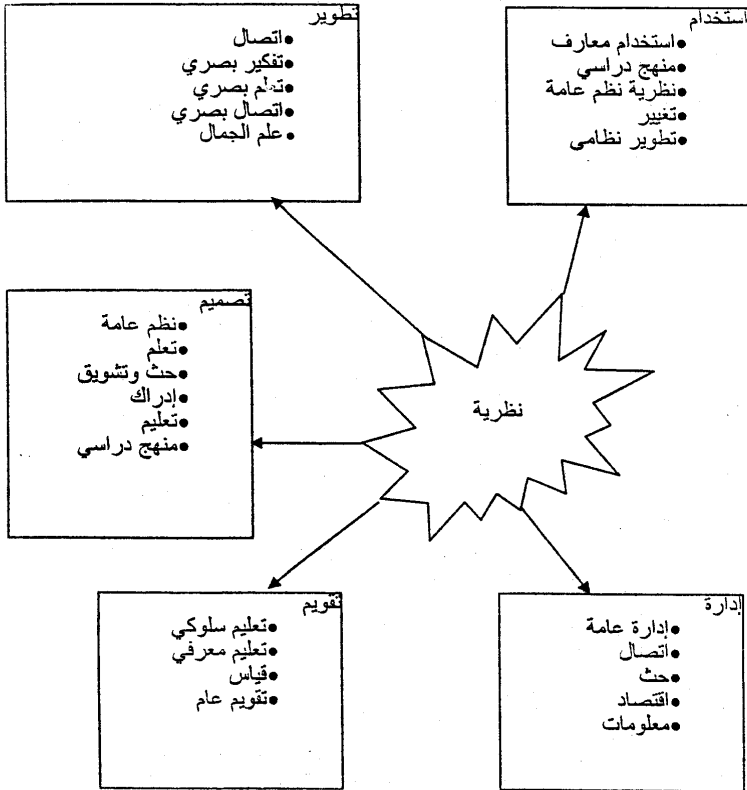 استخدام
●استخدام معارف
●منهج دراسي
●نظرية نظم عامة
●تغيير
●تطوير نظامي
تطوير
●اتصال
●تفكير بصري
●تعلم بصري
●اتصال بصري
●علم الجمال
تصميم
●نظم عامة
●تعلم
●حث وتشويق
●إدراك
●تعليم
●منهج دراسي
نظرية
إدارة
●إدارة عامة
●اتصال
●حث
●اقتصاد
●معلومات
تقويم
●تعليم سلوكي
●تعليم معرفي
●قياس
●تقويم عام